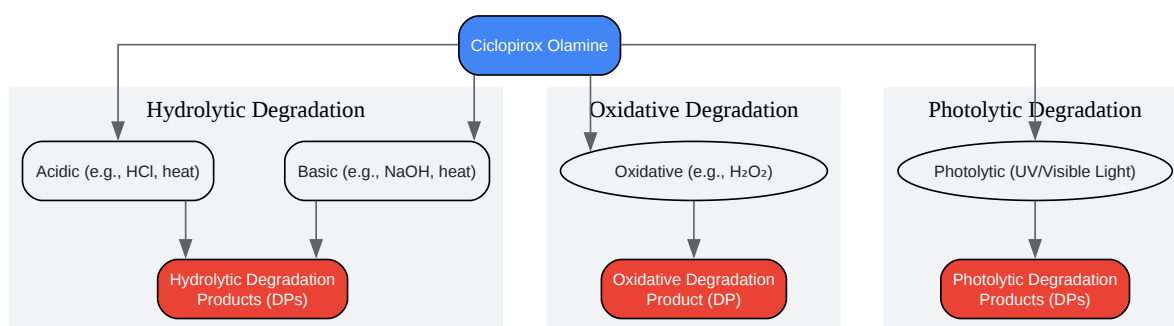 Ciclopirox Olamine
Hydrolytic Degradation
Oxidative Degradation
Photolytic Degradation
Acidic (e.g., HCl, heat)
Basic (e.g., NaOH, heat)
Oxidative (e.g., H₂O₂)
Photolytic (UV/Visible Light)
Hydrolytic Degradation
Products (DPs)
Oxidative Degradation
Product (DP)
Photolytic Degradation
Products (DPs)